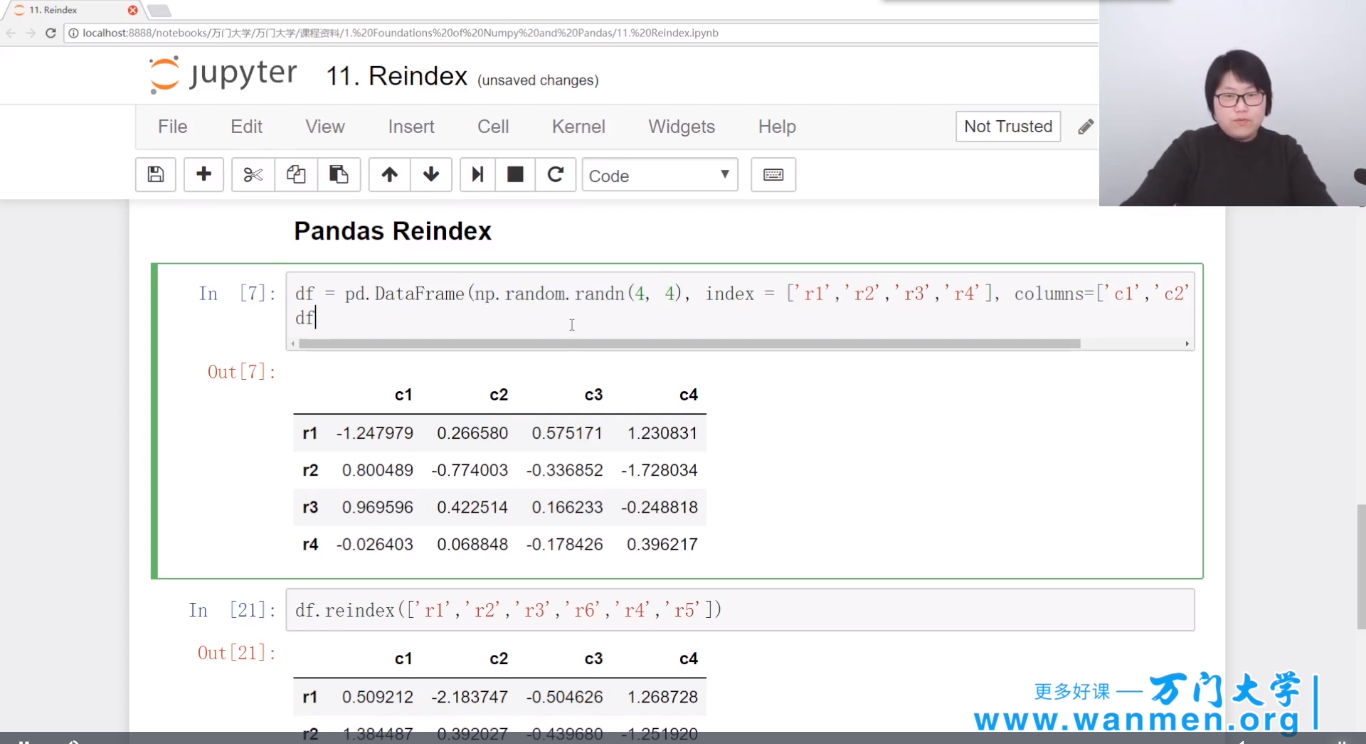 11. Reindex
localhost:8888/notebooks/万门大学/万门大学/课程资料/1.%20Foundations%20of%20Numpy%20and%20Pandas/11.%20Reindex.ipynb
jupyter 11. Reindex (unsaved changes)
File Edit View Insert Cell Kernel Widgets Help Not Trusted
Code
Pandas Reindex
In [7]: df = pd.DataFrame(np.random.randn(4, 4), index = ['r1','r2','r3','r4'], columns=['c1','c2'
df
Out[7]:
c1 c2 c3 c4
r1 -1.247979 0.266580 0.575171 1.230831
r2 0.800489 -0.774003 -0.336852 -1.728034
r3 0.969596 0.422514 0.166233 -0.248818
r4 -0.026403 0.068848 -0.178426 0.396217
In [21]: df.reindex(['r1','r2','r3','r6','r4','r5'])
Out[21]:
c1 c2 c3 c4
r1 0.509212 -2.183747 -0.504626 1.268728
r2 1.384487 0.392027 -0.439680 -1.251920
更多好课 — 万门大学
www.wanmen.org